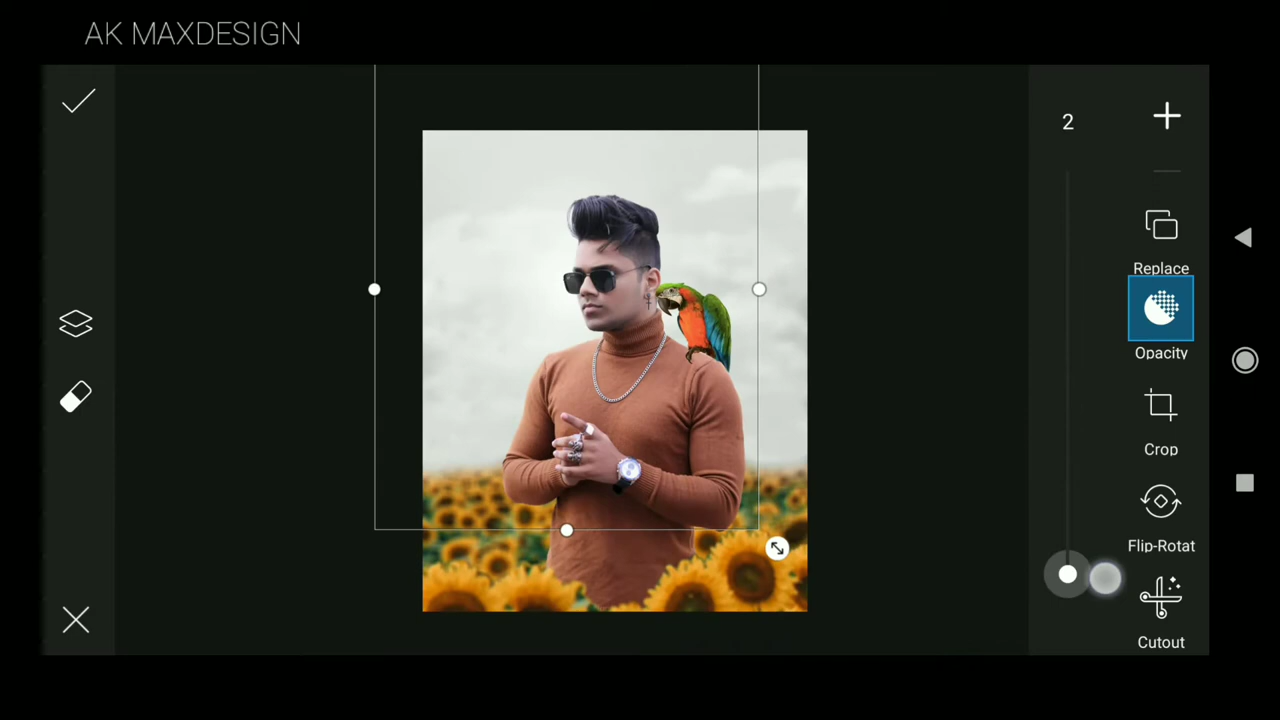 AK MAXDESIGN
2
Replace
Opacity
Crop
Flip-Rotat
Cutout